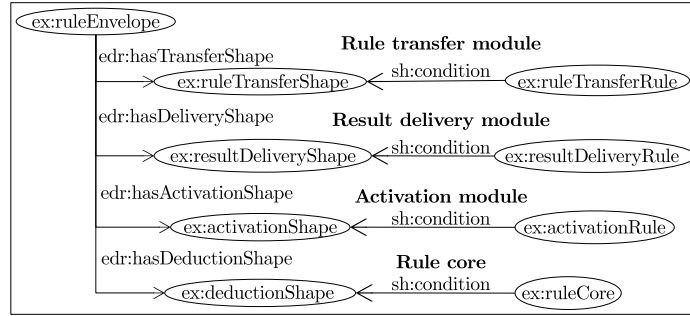 ex:ruleEnvelope
edr:hasTransferShape
Rule transfer module
ex:ruleTransferShape
sh:condition
ex:ruleTransferRule
edr:hasDeliveryShape
Result delivery module
ex:resultDeliveryShape
sh:condition
ex:resultDeliveryRule
edr:hasActivationShape
Activation module
ex:activationShape
sh:condition
ex:activationRule
edr:hasDeductionShape
Rule core
ex:deductionShape
sh:condition
ex:ruleCore